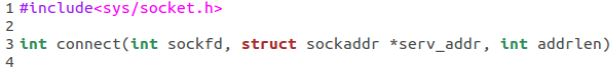 1 #include<sys/socket.h>
2
3 int connect(int sockfd, struct sockaddr *serv_addr, int addrlen)
4